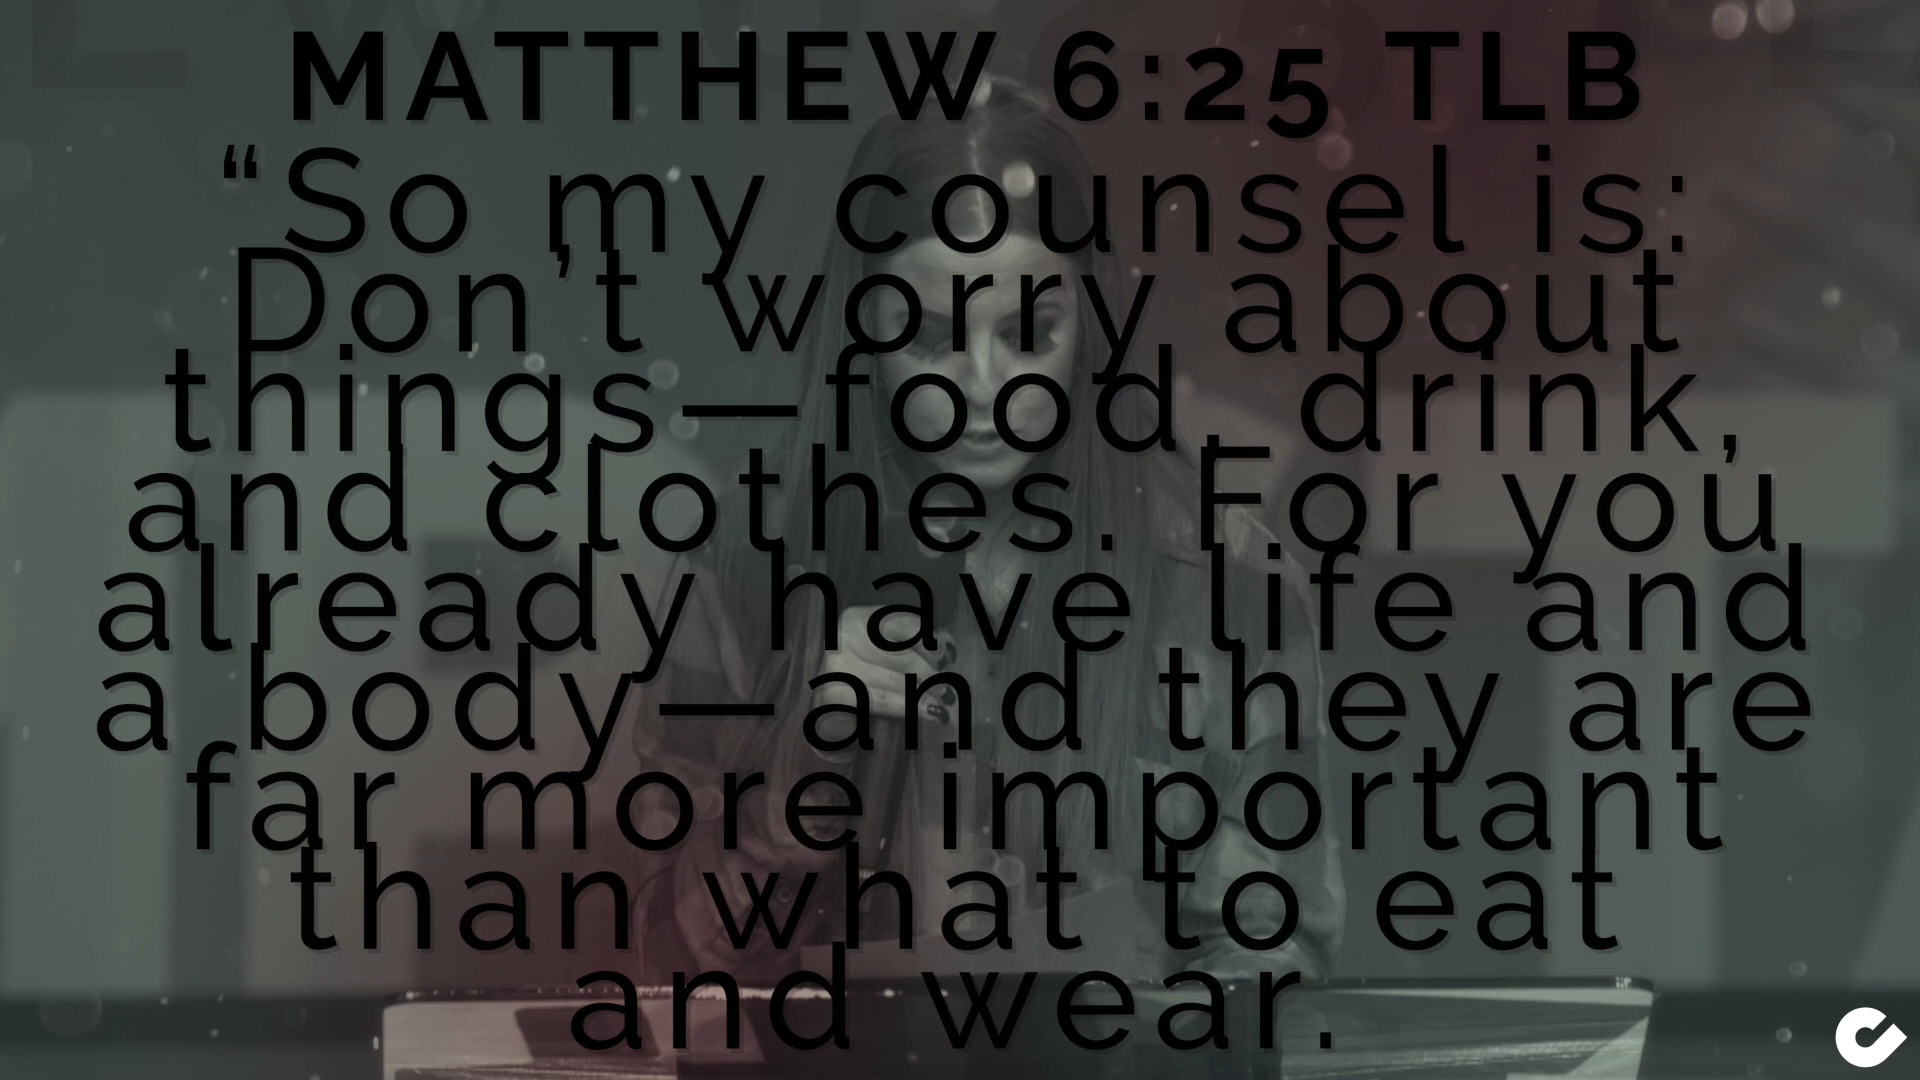 MATTHEW 6:25 TLB
“So my counsel is:
Don’t worry about
things—food, drink,
and clothes. For you
already have life and
a body—and they are
far more important
than what to eat
and wear.